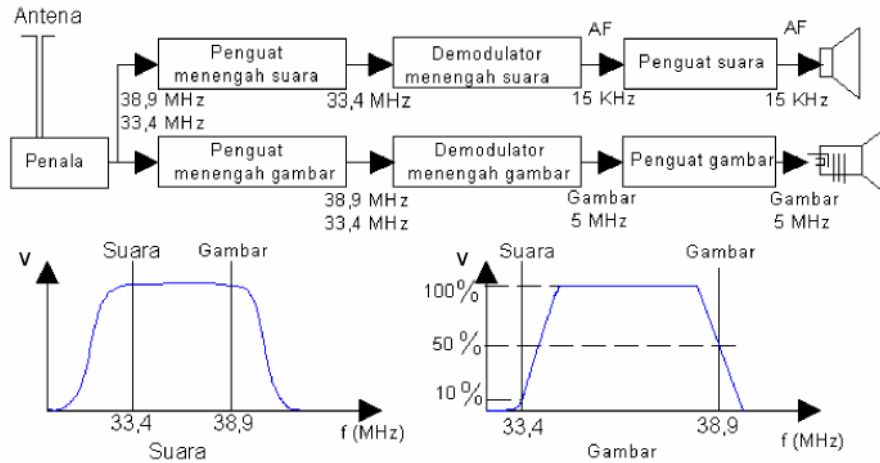 Antena
Penguat
menengah suara
Demodulator
menengah suara
AF
Penguat suara
AF
38,9 MHz
33,4 MHz
33,4 MHz
15 KHz
15 KHz
Penala
Penguat
menengah gambar
Demodulator
menengah gambar
Penguat gambar
38,9 MHz
33,4 MHz
Gambar
5 MHz
Gambar
5 MHz
V
Suara
Gambar
33,4
38,9
f (MHz)
Suara
V
Suara
Gambar
100%
50 %
10 %
33,4
38,9
f (MHz)
Gambar